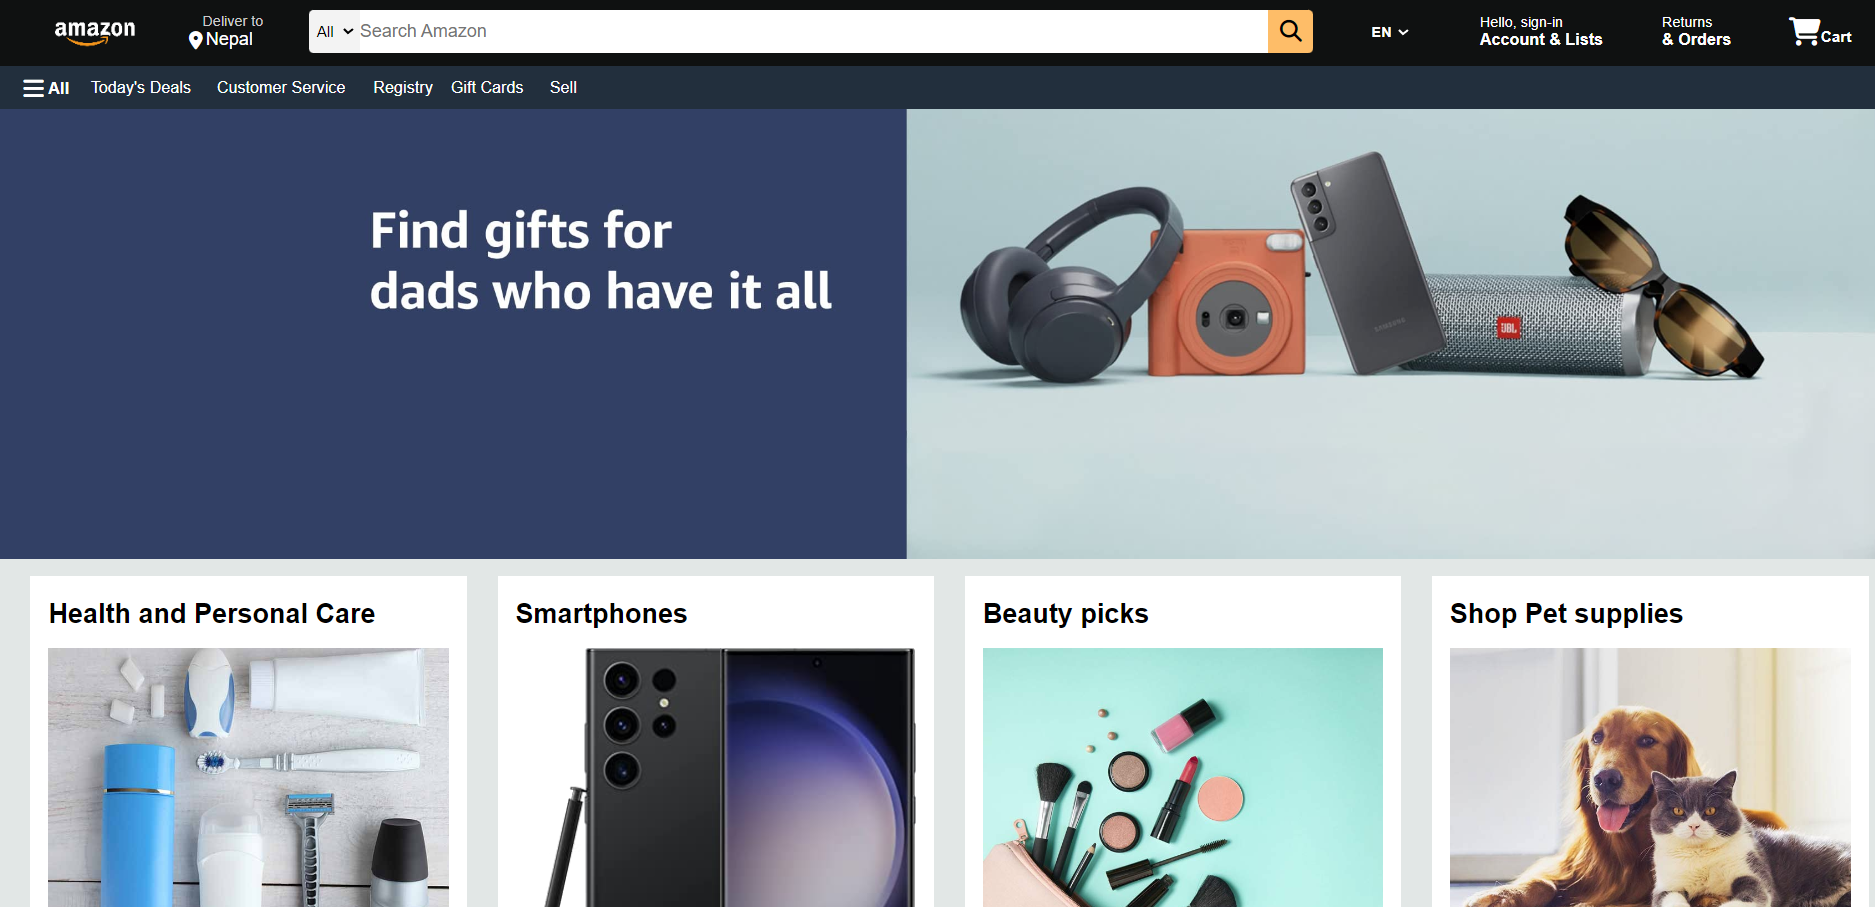 amazon
Deliver to
Nepal
All
Search Amazon
EN
Hello, sign-in
Account & Lists
Returns
& Orders
Cart
All
Today's Deals
Customer Service
Registry
Gift Cards
Sell
Find gifts for
dads who have it all
SAMSUNG
JBL
Health and Personal Care
Smartphones
Beauty picks
Shop Pet supplies